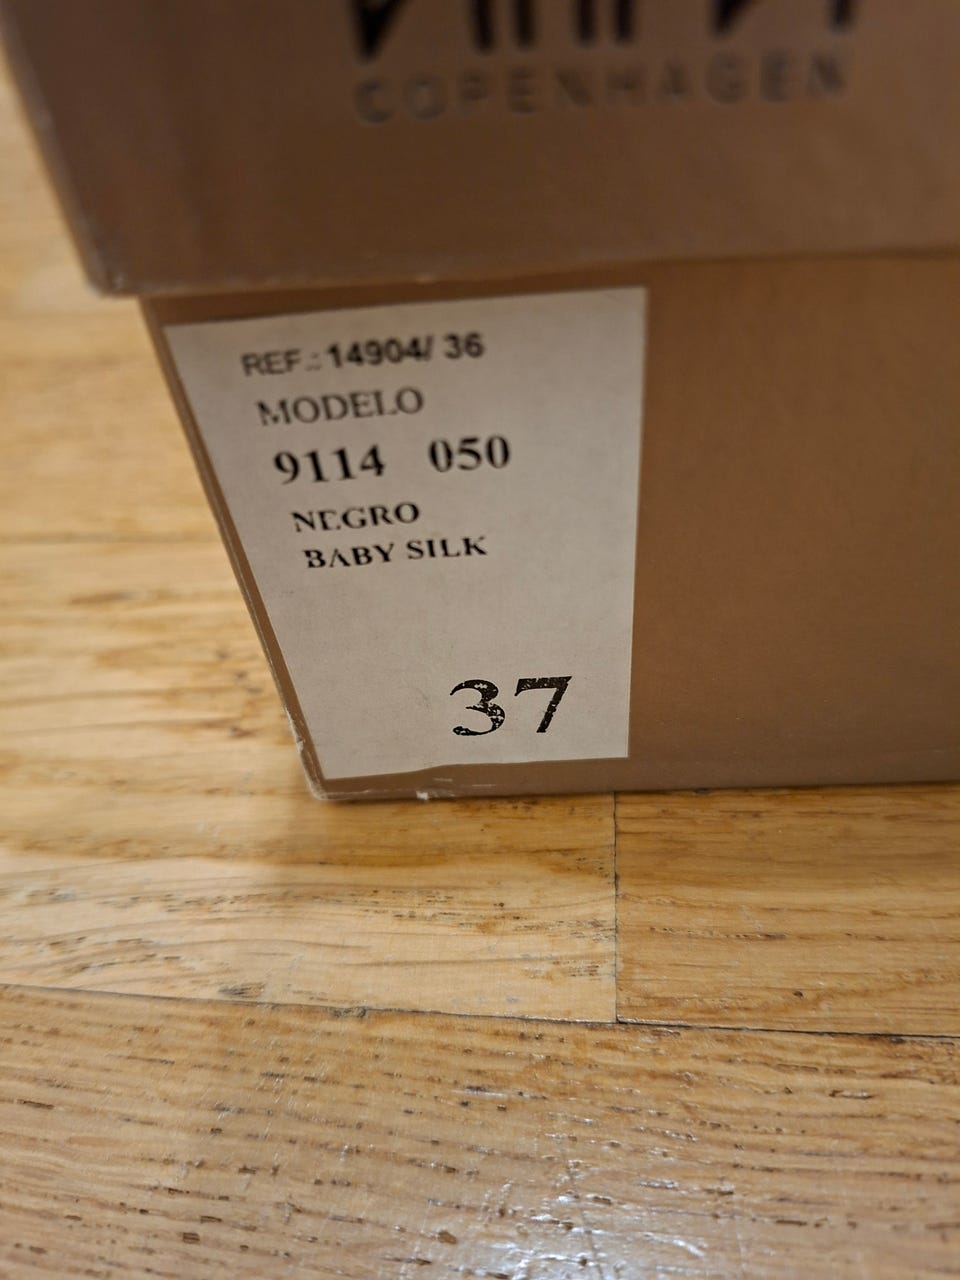 COPENHAGEN
REF.: 14904/ 36
MODELO
9114 050
NEGRO
BABY SILK
37